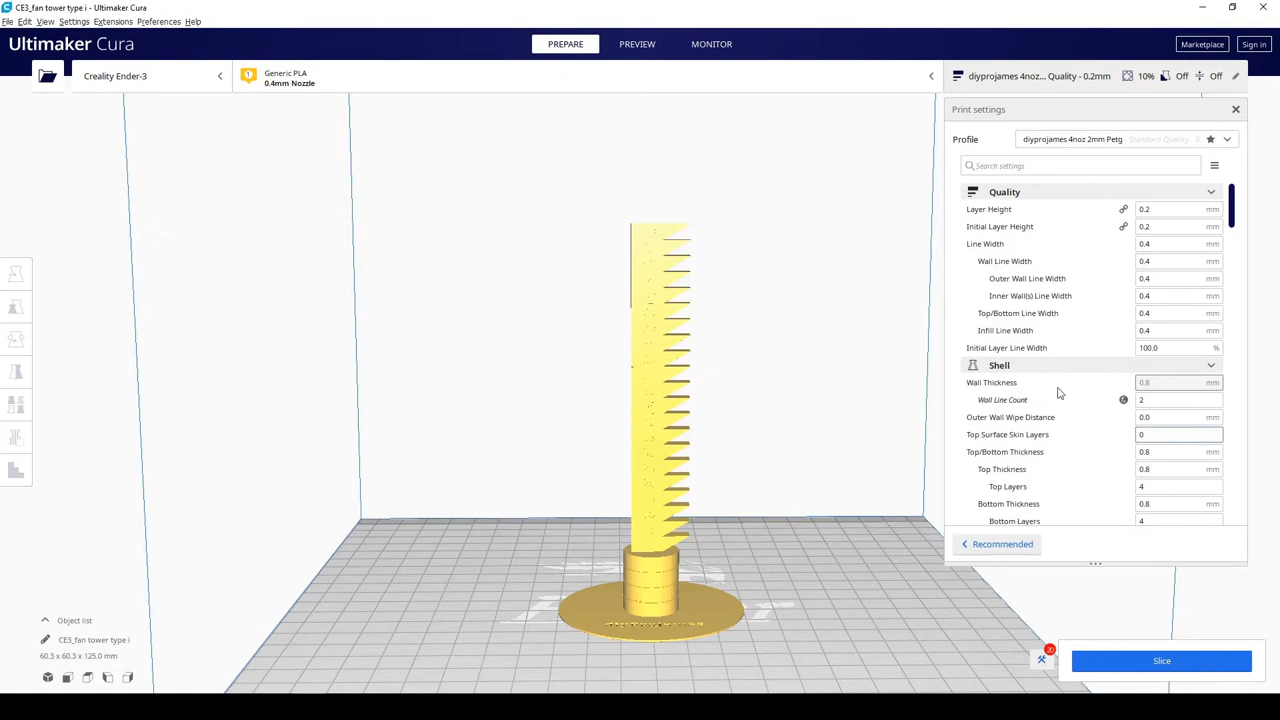 CE3_fan tower type i - Ultimaker Cura
File Edit View Settings Extensions Preferences Help
Ultimaker Cura
PREPARE PREVIEW MONITOR
Marketplace Sign in
Creality Ender-3
1 Generic PLA
0.4mm Nozzle
diyprojames 4noz... Quality - 0.2mm 10% Off Off
Print settings
Profile diyprojames 4noz 2mm Petg Standard Quality - 0...
Search settings
Quality
Layer Height 0.2 mm
Initial Layer Height 0.2 mm
Line Width 0.4 mm
Wall Line Width 0.4 mm
Outer Wall Line Width 0.4 mm
Inner Wall(s) Line Width 0.4 mm
Top/Bottom Line Width 0.4 mm
Infill Line Width 0.4 mm
Initial Layer Line Width 100.0 %
Shell
Wall Thickness 0.8 mm
Wall Line Count 2
Outer Wall Wipe Distance 0.0 mm
Top Surface Skin Layers 0
Top/Bottom Thickness 0.8 mm
Top Thickness 0.8 mm
Top Layers 4
Bottom Thickness 0.8 mm
Bottom Layers 4
Recommended
Object list
CE3_fan tower type i
60.3 x 60.3 x 125.0 mm
20
Slice